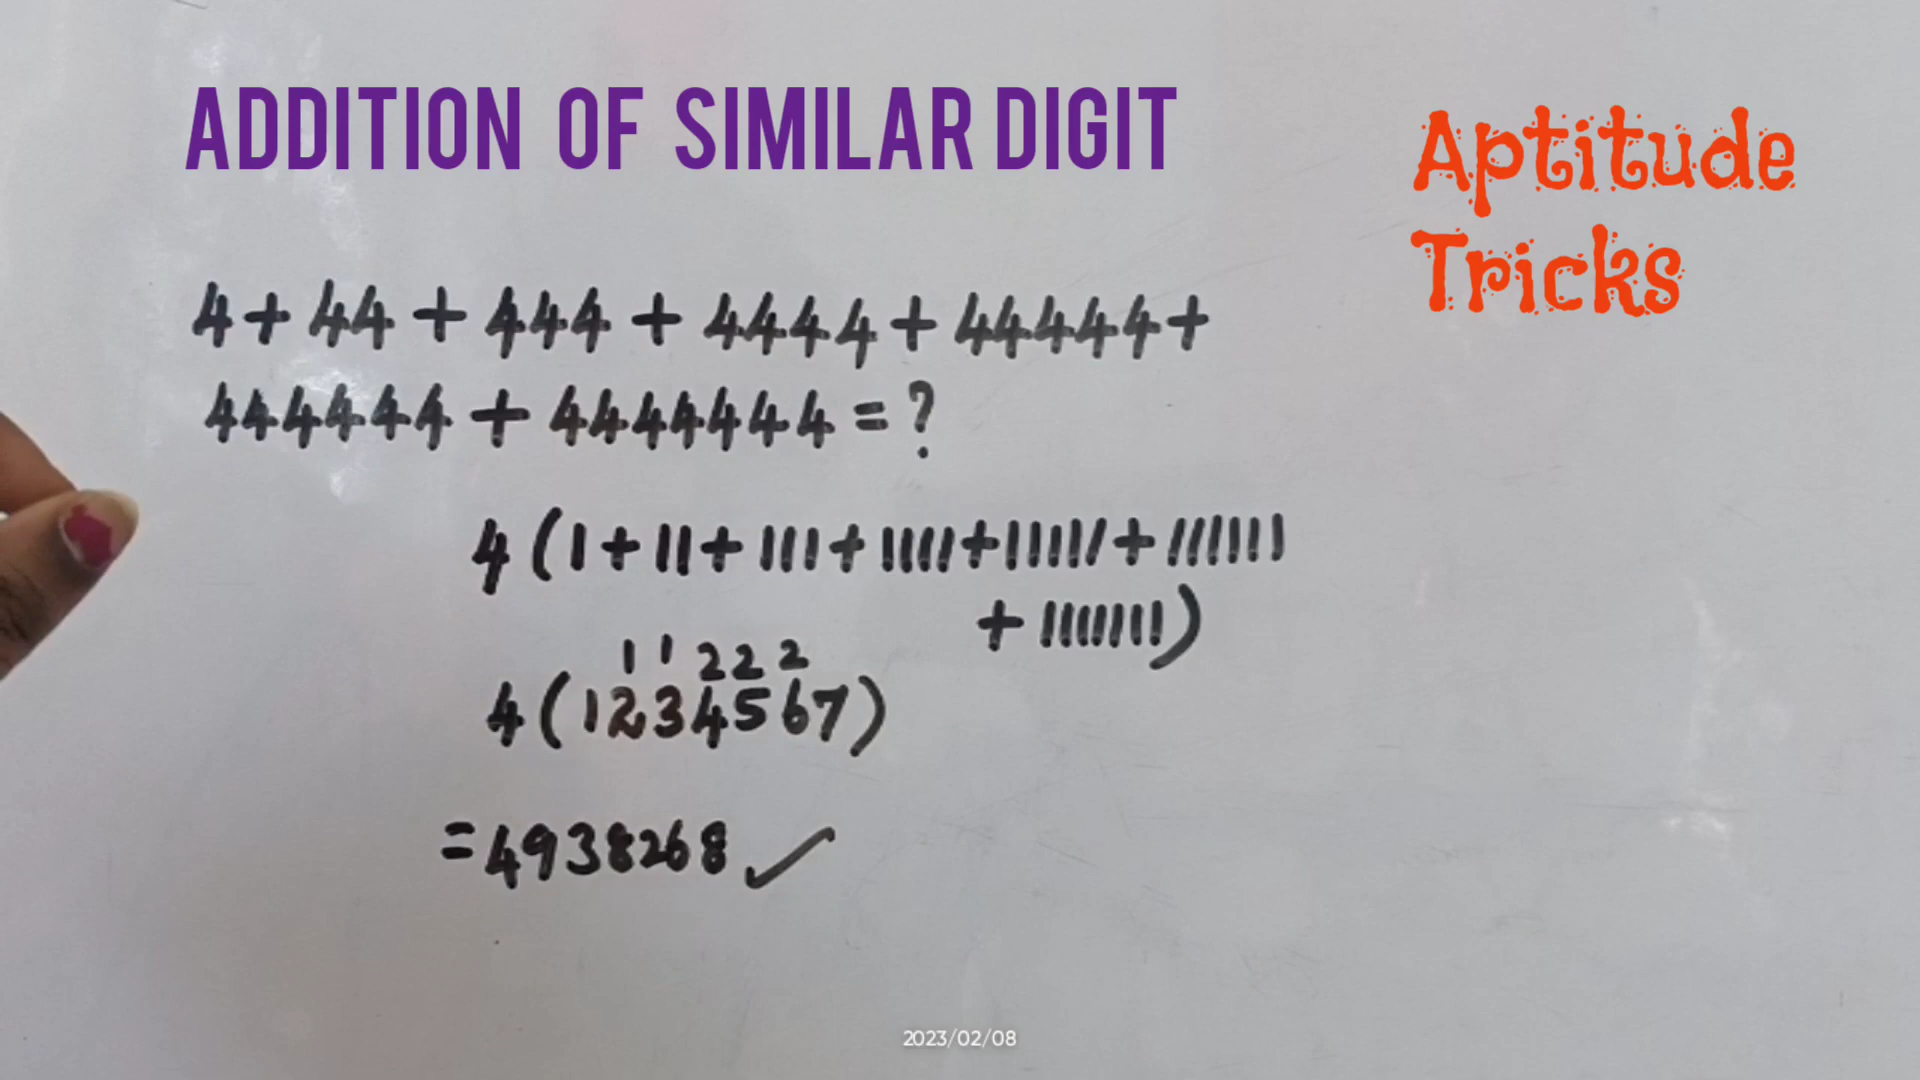 ADDITION OF SIMILAR DIGIT
Aptitude
Tricks
4+44+444+4444+44444+
444444+4444444=?
4(1+11+111+1111+11111+111111
+1111111)
1 1 2 2 2
4(1234567)
=4938268✓
2023/02/08